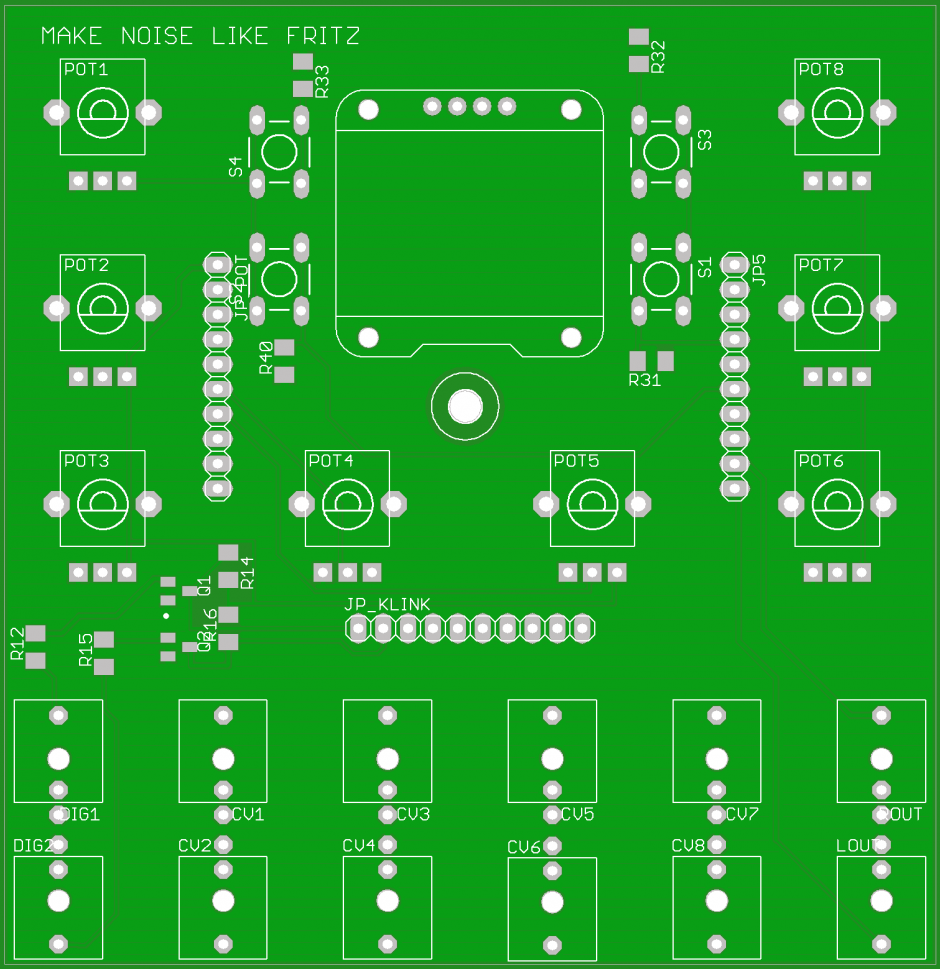 MAKE NOISE LIKE FRITZ
R32
R33
POT1
POT8
S4
S3
POT2
JP_POT
S1
JP5
POT7
R40
R31
POT3
POT4
POT5
POT6
R14
Q1
JP_KLINK
R16
Q2
R12
R15
DIG1
CV1
CV3
CV5
CV7
ROUT
DIG2
CV2
CV4
CV6
CV8
LOUT